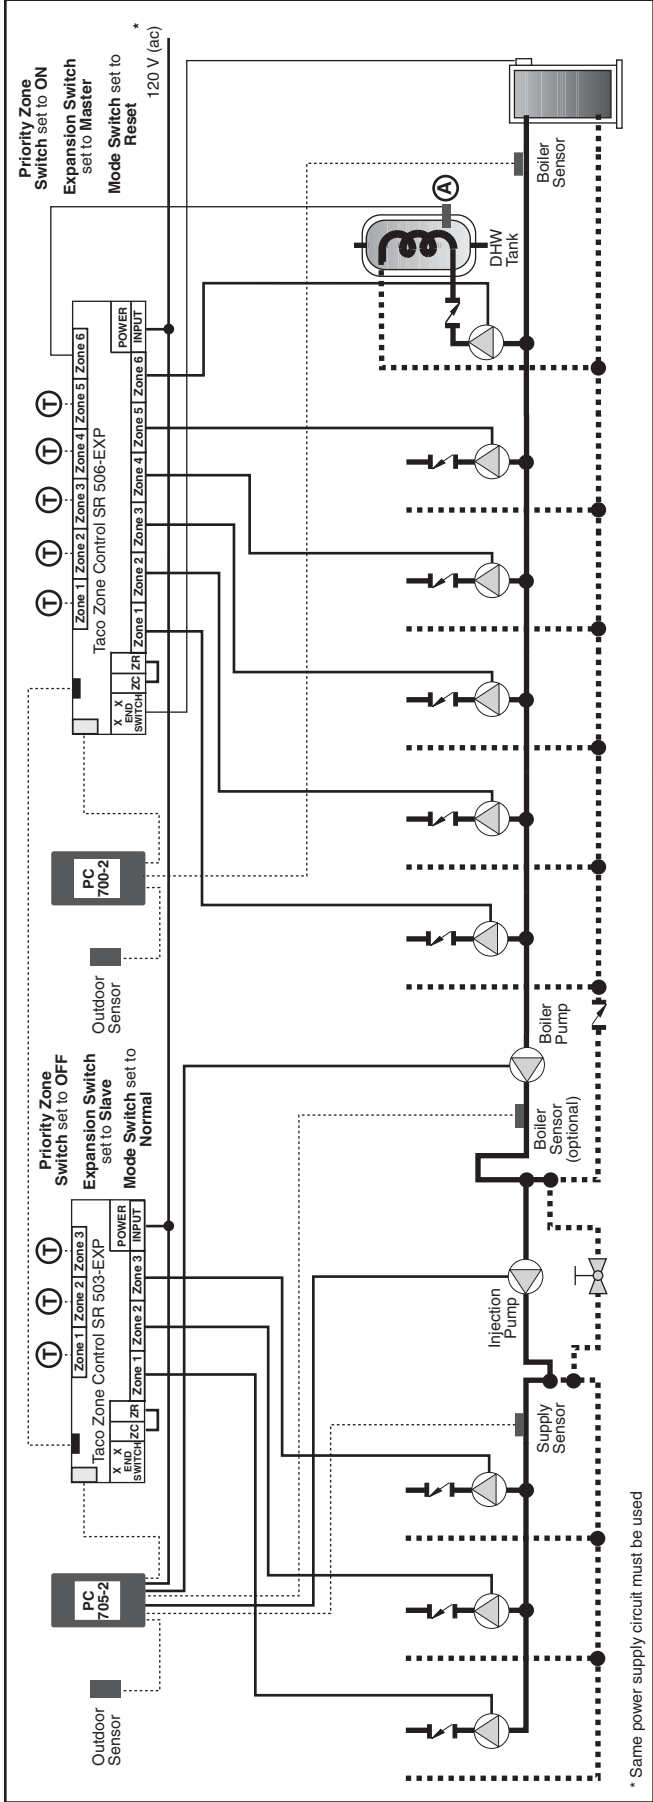 Priority Zone
Switch set to OFF
Expansion Switch
set to Slave
Mode Switch set to
Normal
Priority Zone
Switch set to ON
Expansion Switch
set to Master
Mode Switch set to
Reset
120 V (ac)
*
Outdoor
Sensor
PC
705-2
T
T
T
Zone 1
Zone 2
Zone 3
Taco Zone Control SR 503-EXP
X X
END
SWITCH
ZC
ZR
Zone 1
Zone 2
Zone 3
POWER
INPUT
Outdoor
Sensor
PC
700-2
T
T
T
T
T
Zone 1
Zone 2
Zone 3
Zone 4
Zone 5
Zone 6
Taco Zone Control SR 506-EXP
X X
END
SWITCH
ZC
ZR
Zone 1
Zone 2
Zone 3
Zone 4
Zone 5
Zone 6
POWER
INPUT
Supply
Sensor
Injection
Pump
Boiler
Sensor
(optional)
Boiler
Pump
DHW
Tank
A
Boiler
Sensor
* Same power supply circuit must be used